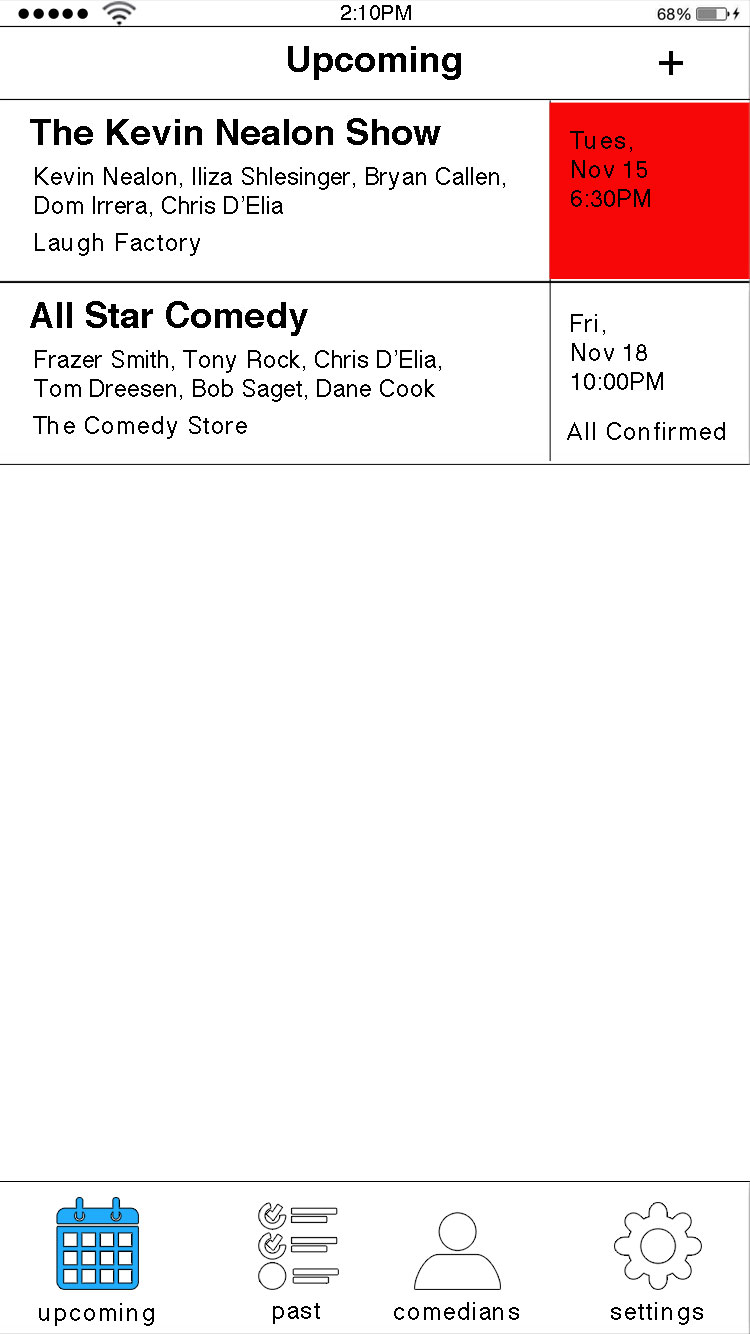 2:10PM
68%
Upcoming
+
The Kevin Nealon Show
Kevin Nealon, Iliza Shlesinger, Bryan Callen,
Dom Irrera, Chris D'Elia
Laugh Factory
Tues,
Nov 15
6:30PM
All Star Comedy
Frazer Smith, Tony Rock, Chris D'Elia,
Tom Dreesen, Bob Saget, Dane Cook
The Comedy Store
Fri,
Nov 18
10:00PM
All Confirmed
upcoming
past
comedians
settings